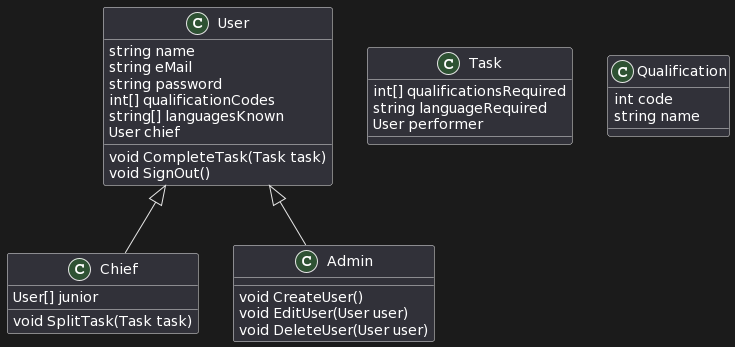 C User
string name
string eMail
string password
int[] qualificationCodes
string[] languagesKnown
User chief
void CompleteTask(Task task)
void SignOut()
C Task
int[] qualificationsRequired
string languageRequired
User performer
C Qualification
int code
string name
C Chief
User[] junior
void SplitTask(Task task)
C Admin
void CreateUser()
void EditUser(User user)
void DeleteUser(User user)